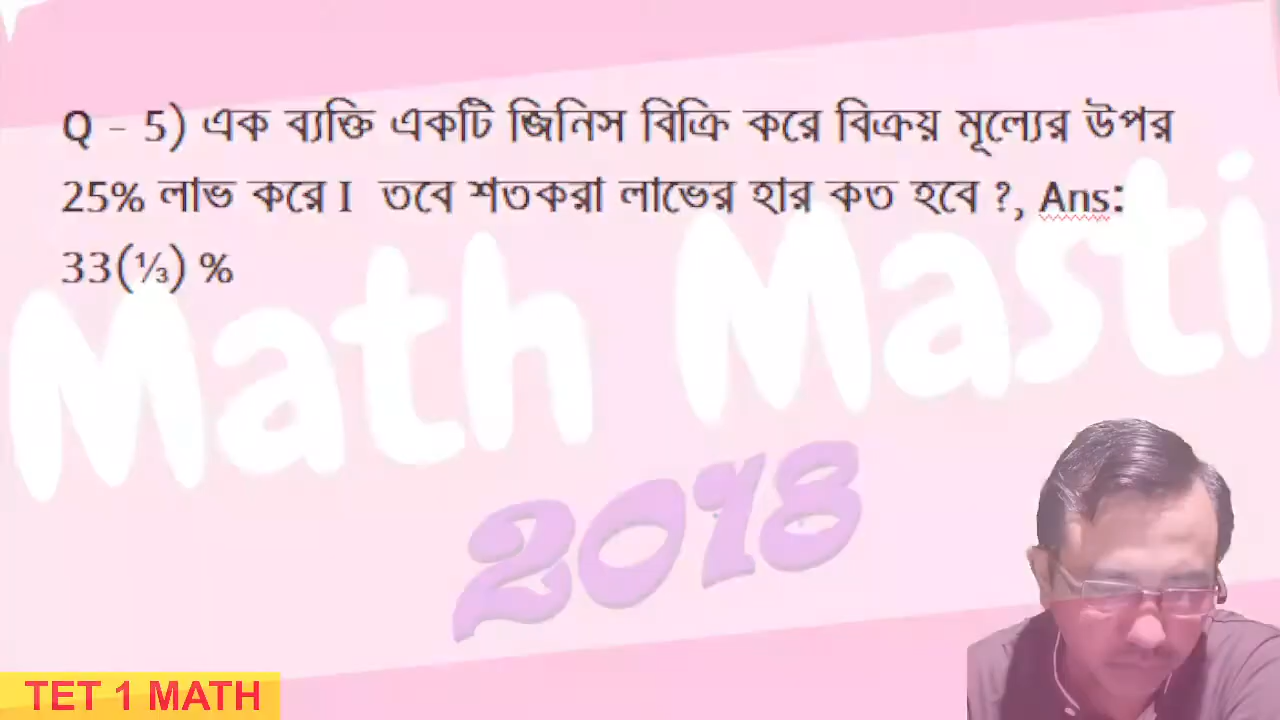 Q - 5) এক ব্যক্তি একটি জিনিস বিক্রি করে বিক্রয় মূল্যের উপর
25% লাভ করে I তবে শতকরা লাভের হার কত হবে ?, Ans:
33(⅓) %
Math Masti
2018
TET 1 MATH